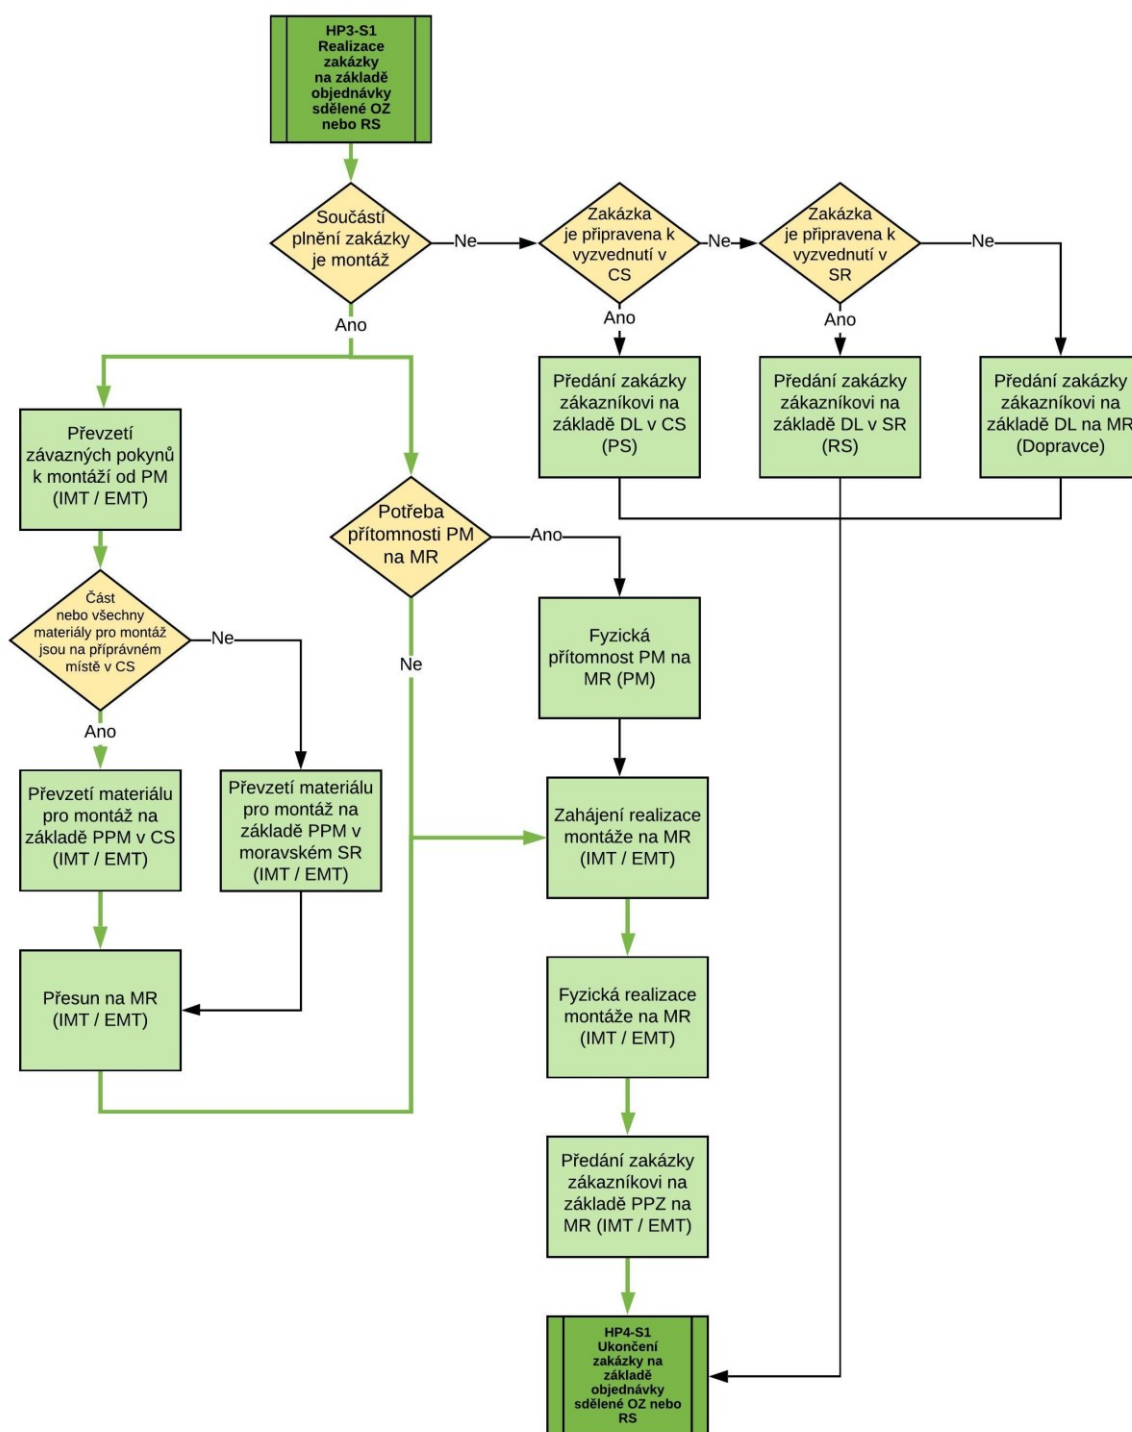 HP3-S1
Realizace
zakázky
na základě
objednávky
sdělené OZ
nebo RS
Součástí
plnění zakázky
je montáž
Ne
Zakázka
je připravena k
vyzvednutí v
CS
Ne
Zakázka
je připravena k
vyzvednutí v
SR
Ne
Ano
Ano
Ano
Předání zakázky
zákazníkovi na
základě DL v CS
(PS)
Předání zakázky
zákazníkovi na
základě DL v SR
(RS)
Předání zakázky
zákazníkovi na
základě DL na MR
(Dopravce)
Převzetí
závazných pokynů
k montáží od PM
(IMT / EMT)
Potřeba
přítomnosti PM
na MR
Ano
Část
nebo všechny
materiály pro montáž
jsou na příprávném
místě v CS
Ne
Ne
Fyzická
přítomnost PM na
MR (PM)
Ano
Převzetí materiálu
pro montáž na
základě PPM v CS
(IMT / EMT)
Převzetí materiálu
pro montáž na
základě PPM v
moravském SR
(IMT / EMT)
Zahájení realizace
montáže na MR
(IMT / EMT)
Přesun na MR
(IMT / EMT)
Fyzická realizace
montáže na MR
(IMT / EMT)
Předání zakázky
zákazníkovi na
základě PPZ na
MR (IMT / EMT)
HP4-S1
Ukončení
zakázky na
základě
objednávky
sdělené OZ nebo
RS